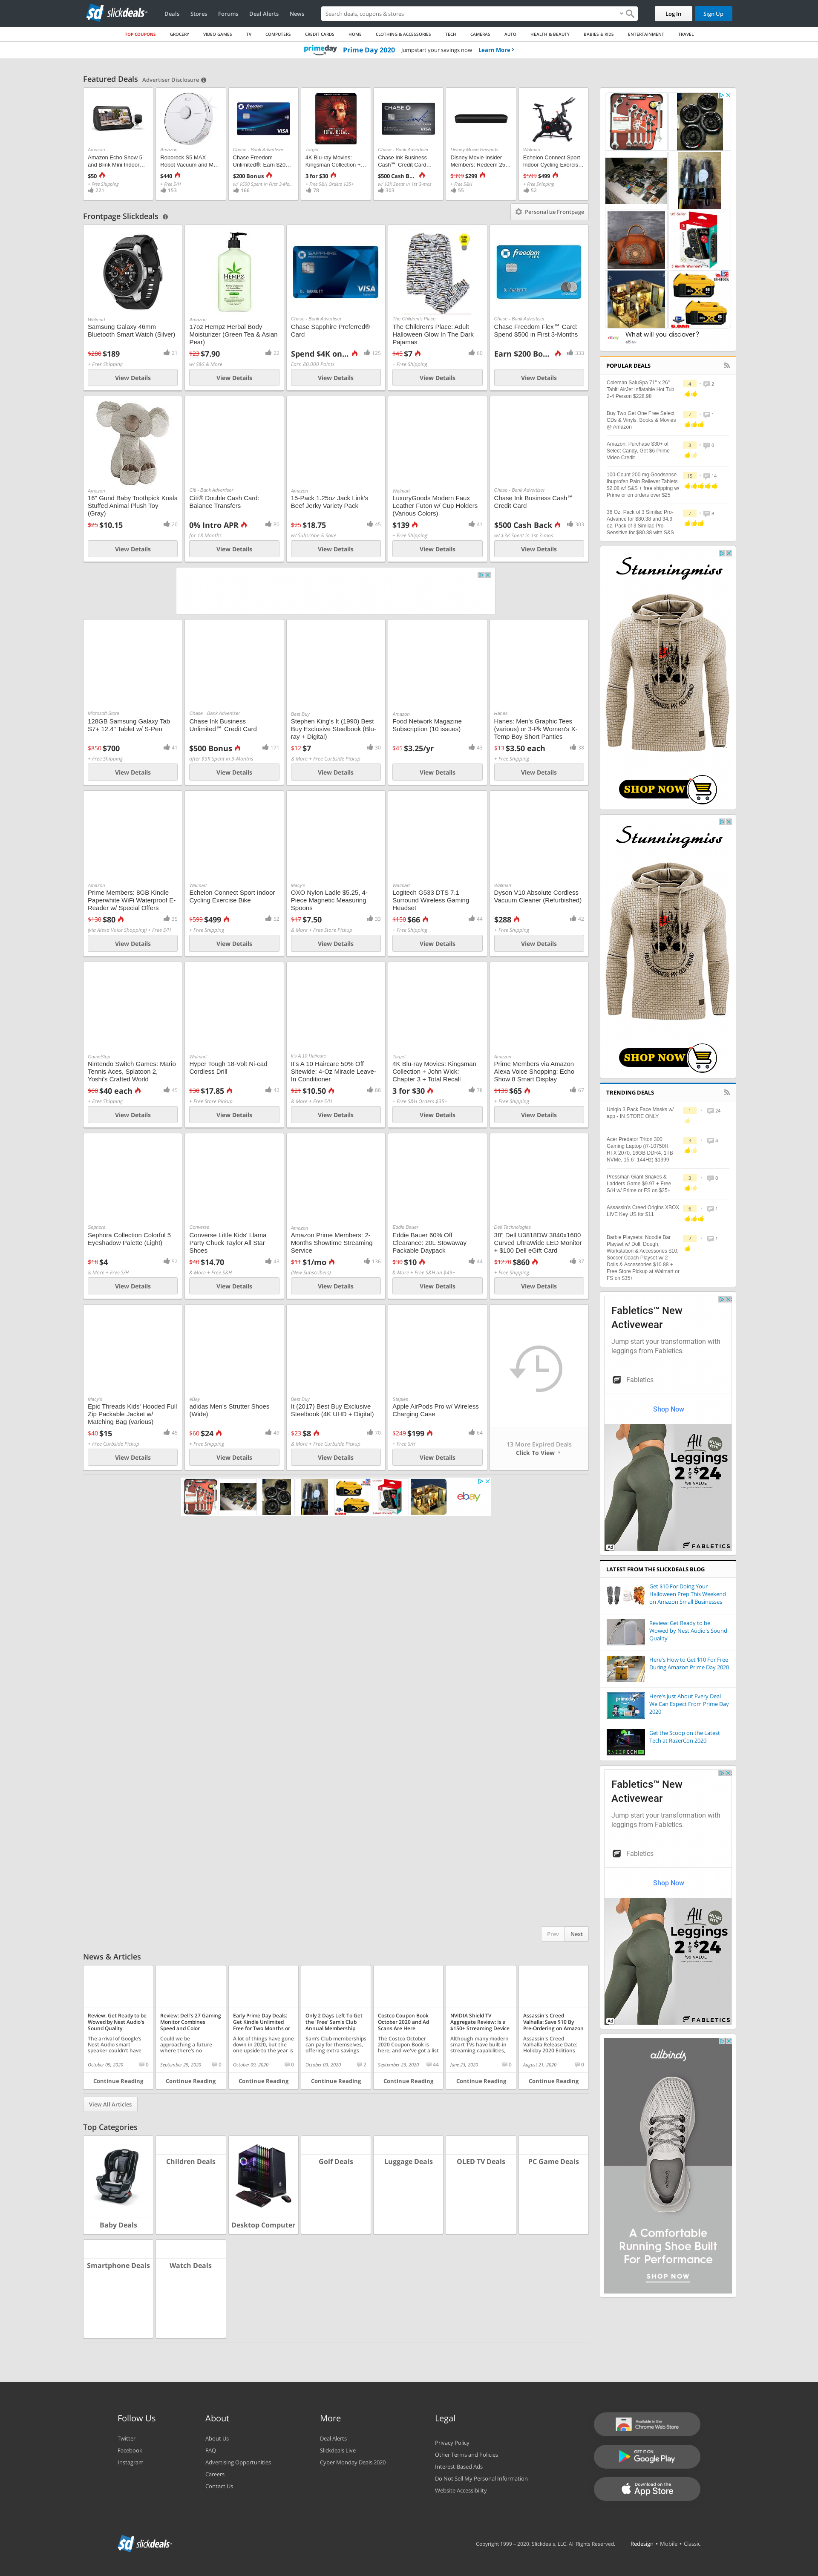 slickdeals
Deals
Stores
Forums
Deal Alerts
News
Search deals, coupons & stores
Log In
Sign Up
TOP COUPONS
GROCERY
VIDEO GAMES
TV
COMPUTERS
CREDIT CARDS
HOME
CLOTHING & ACCESSORIES
TECH
CAMERAS
AUTO
HEALTH & BEAUTY
BABIES & KIDS
ENTERTAINMENT
TRAVEL
primeday
Prime Day 2020
Jumpstart your savings now
Learn More
Featured Deals
Advertiser Disclosure
Amazon
Amazon Echo Show 5
and Blink Mini Indoor...
$50
+ Free Shipping
221
Amazon
Roborock S5 MAX
Robot Vacuum and M...
$440
+ Free S/H
153
Chase - Bank Advertiser
Chase Freedom
Unlimited®: Earn $20...
$200 Bonus
166
Target
4K Blu-ray Movies:
Kingsman Collection +...
3 for $30
+ Free S&H Orders $35+
78
Chase - Bank Advertiser
Chase Ink Business
Cash℠ Credit Card...
$500 Cash B...
w/ $3K Spent in 1st 3-mos
303
Disney Movie Rewards
Disney Movie Insider
Members: Redeem 25...
$399 $299
+ Free S&H
55
Walmart
Echelon Connect Sport
Indoor Cycling Exercis...
$599 $499
+ Free Shipping
52
Frontpage Slickdeals
Personalize Frontpage
Walmart
Samsung Galaxy 46mm
Bluetooth Smart Watch (Silver)
$280 $189
21
+ Free Shipping
View Details
Amazon
17oz Hempz Herbal Body
Moisturizer (Green Tea & Asian
Pear)
$23 $7.90
22
w/ S&S & More
View Details
Chase - Bank Advertiser
Chase Sapphire Preferred®
Card
Spend $4K on...
125
Earn 60,000 Points
View Details
The Children's Place
The Children's Place: Adult
Halloween Glow In The Dark
Pajamas
$45 $7
60
+ Free Shipping
View Details
Chase - Bank Advertiser
Chase Freedom Flex℠ Card:
Spend $500 in First 3-Months
Earn $200 Bo...
333
View Details
Amazon
16" Gund Baby Toothpick Koala
Stuffed Animal Plush Toy
(Gray)
$25 $10.15
20
View Details
Citi - Bank Advertiser
Citi® Double Cash Card:
Balance Transfers
0% Intro APR
80
for 18 Months
View Details
Amazon
15-Pack 1.25oz Jack Link's
Beef Jerky Variety Pack
$25 $18.75
45
w/ Subscribe & Save
View Details
Walmart
LuxuryGoods Modern Faux
Leather Futon w/ Cup Holders
(Various Colors)
$139
41
+ Free Shipping
View Details
Chase - Bank Advertiser
Chase Ink Business Cash℠
Credit Card
$500 Cash Back
303
w/ $3K Spent in 1st 3-mos
View Details
Microsoft Store
128GB Samsung Galaxy Tab
S7+ 12.4" Tablet w/ S-Pen
$850 $700
41
+ Free Shipping
View Details
Chase - Bank Advertiser
Chase Ink Business
Unlimited℠ Credit Card
$500 Bonus
171
after $3K Spent in 3-Months
View Details
Best Buy
Stephen King's It (1990) Best
Buy Exclusive Steelbook (Blu-
ray + Digital)
$12 $7
30
& More + Free Curbside Pickup
View Details
Amazon
Food Network Magazine
Subscription (10 issues)
$45 $3.25/yr
43
View Details
Hanes
Hanes: Men's Graphic Tees
(various) or 3-Pk Women's X-
Temp Boy Short Panties
$13 $3.50 each
38
+ Free Shipping
View Details
Amazon
Prime Members: 8GB Kindle
Paperwhite WiFi Waterproof E-
Reader w/ Special Offers
$130 $80
35
(via Alexa Voice Shopping) + Free S/H
View Details
Walmart
Echelon Connect Sport Indoor
Cycling Exercise Bike
$599 $499
52
+ Free Shipping
View Details
Macy's
OXO Nylon Ladle $5.25, 4-
Piece Magnetic Measuring
Spoons
$17 $7.50
33
& More + Free Store Pickup
View Details
Walmart
Logitech G533 DTS 7.1
Surround Wireless Gaming
Headset
$150 $66
44
+ Free Shipping
View Details
Walmart
Dyson V10 Absolute Cordless
Vacuum Cleaner (Refurbished)
$288
42
+ Free Shipping
View Details
GameStop
Nintendo Switch Games: Mario
Tennis Aces, Splatoon 2,
Yoshi's Crafted World
$60 $40 each
45
+ Free Shipping
View Details
Walmart
Hyper Tough 18-Volt Ni-cad
Cordless Drill
$30 $17.85
42
+ Free Store Pickup
View Details
It's A 10 Haircare
It's A 10 Haircare 50% Off
Sitewide: 4-Oz Miracle Leave-
In Conditioner
$21 $10.50
88
& More + Free S/H
View Details
Target
4K Blu-ray Movies: Kingsman
Collection + John Wick:
Chapter 3 + Total Recall
3 for $30
78
+ Free S&H Orders $35+
View Details
Amazon
Prime Members via Amazon
Alexa Voice Shopping: Echo
Show 8 Smart Display
$130 $65
67
+ Free Shipping
View Details
Sephora
Sephora Collection Colorful 5
Eyeshadow Palette (Light)
$18 $4
52
& More + Free S/H
View Details
Converse
Converse Little Kids' Llama
Party Chuck Taylor All Star
Shoes
$40 $14.70
43
& More + Free S&H
View Details
Amazon
Amazon Prime Members: 2-
Months Showtime Streaming
Service
$11 $1/mo
136
(New Subscribers)
View Details
Eddie Bauer
Eddie Bauer 60% Off
Clearance: 20L Stowaway
Packable Daypack
$30 $10
44
& More + Free S&H on $49+
View Details
Dell Technologies
38" Dell U3818DW 3840x1600
Curved UltraWide LED Monitor
+ $100 Dell eGift Card
$1270 $860
37
+ Free Shipping
View Details
Macy's
Epic Threads Kids' Hooded Full
Zip Packable Jacket w/
Matching Bag (various)
$40 $15
45
+ Free Curbside Pickup
View Details
eBay
adidas Men's Strutter Shoes
(Wide)
$60 $24
49
+ Free Shipping
View Details
Best Buy
It (2017) Best Buy Exclusive
Steelbook (4K UHD + Digital)
$23 $8
70
& More + Free Curbside Pickup
View Details
Staples
Apple AirPods Pro w/ Wireless
Charging Case
$249 $199
64
+ Free S/H
View Details
13 More Expired Deals
Click To View
ebay
Prev
Next
News & Articles
Review: Get Ready to be
Wowed by Nest Audio's
Sound Quality
The arrival of Google's
Nest Audio smart
speaker couldn't have
October 09, 2020
0
Continue Reading
Review: Dell's 27 Gaming
Monitor Combines
Speed and Color
Could we be
approaching a future
where there's no
September 29, 2020
0
Continue Reading
Early Prime Day Deals:
Get Kindle Unlimited
Free for Two Months or
A lot of things have gone
down in 2020, but the
one upside to the year is
October 09, 2020
0
Continue Reading
Only 2 Days Left To Get
the 'Free' Sam's Club
Annual Membership
Sam's Club memberships
can pay for themselves,
offering extra savings
October 09, 2020
2
Continue Reading
Costco Coupon Book
October 2020 and Ad
Scans Are Here
The Costco October
2020 Coupon Book is
here, and we've got a list
September 23, 2020
44
Continue Reading
NVIDIA Shield TV
Aggregate Review: Is a
$150+ Streaming Device
Although many modern
smart TVs have built-in
streaming capabilities,
June 23, 2020
0
Continue Reading
Assassin's Creed
Valhalla: Save $10 By
Pre-Ordering on Amazon
Assassin's Creed
Valhalla Release Date:
Holiday 2020 Editions
August 21, 2020
0
Continue Reading
View All Articles
Top Categories
Baby Deals
Children Deals
Desktop Computer
Golf Deals
Luggage Deals
OLED TV Deals
PC Game Deals
Smartphone Deals
Watch Deals
What will you discover?
eBay
POPULAR DEALS
Coleman SaluSpa 71" x 26"
Tahiti AirJet Inflatable Hot Tub,
2-4 Person $228.98
4
2
Buy Two Get One Free Select
CDs & Vinyls, Books & Movies
@ Amazon
7
1
Amazon: Purchase $30+ of
Select Candy, Get $6 Prime
Video Credit
3
0
100-Count 200 mg Goodsense
Ibuprofen Pain Reliever Tablets
$2.08 w/ S&S + free shipping w/
Prime or on orders over $25
15
14
36 Oz, Pack of 3 Similac Pro-
Advance for $80.38 and 34.9
oz, Pack of 3 Similac Pro-
Sensitive for $80.38 with S&S
7
8
Stunningmiss
SHOP NOW
Stunningmiss
SHOP NOW
TRENDING DEALS
Uniqlo 3 Pack Face Masks w/
app - IN STORE ONLY
1
24
Acer Predator Triton 300
Gaming Laptop (i7-10750H,
RTX 2070, 16GB DDR4, 1TB
NVMe, 15.6" 144Hz) $1399
3
4
Pressman Giant Snakes &
Ladders Game $9.97 + Free
S/H w/ Prime or FS on $25+
3
0
Assassin's Creed Origins XBOX
LIVE Key US for $11
6
1
Barbie Playsets: Noodle Bar
Playset w/ Doll, Dough,
Workstation & Accessories $10,
Soccer Coach Playset w/ 2
Dolls & Accessories $10.88 +
Free Store Pickup at Walmart or
FS on $35+
2
1
Fabletics™ New
Activewear
Jump start your transformation with
leggings from Fabletics.
Fabletics
Shop Now
All
Leggings
2 FOR $24
$99 VALUE
Ad
FABLETICS
LATEST FROM THE SLICKDEALS BLOG
Get $10 For Doing Your
Halloween Prep This Weekend
on Amazon Small Businesses
Review: Get Ready to be
Wowed by Nest Audio's Sound
Quality
Here's How to Get $10 For Free
During Amazon Prime Day 2020
Here's Just About Every Deal
We Can Expect From Prime Day
2020
Get the Scoop on the Latest
Tech at RazerCon 2020
Fabletics™ New
Activewear
Jump start your transformation with
leggings from Fabletics.
Fabletics
Shop Now
All
Leggings
2 FOR $24
$99 VALUE
Ad
FABLETICS
allbirds
A Comfortable
Running Shoe Built
For Performance
SHOP NOW
Follow Us
Twitter
Facebook
Instagram
About
About Us
FAQ
Advertising Opportunities
Careers
Contact Us
More
Deal Alerts
Slickdeals Live
Cyber Monday Deals 2020
Legal
Privacy Policy
Other Terms and Policies
Interest-Based Ads
Do Not Sell My Personal Information
Website Accessibility
Available in the
Chrome Web Store
GET IT ON
Google Play
Download on the
App Store
slickdeals
Copyright 1999 – 2020. Slickdeals, LLC. All Rights Reserved.
Redesign • Mobile • Classic